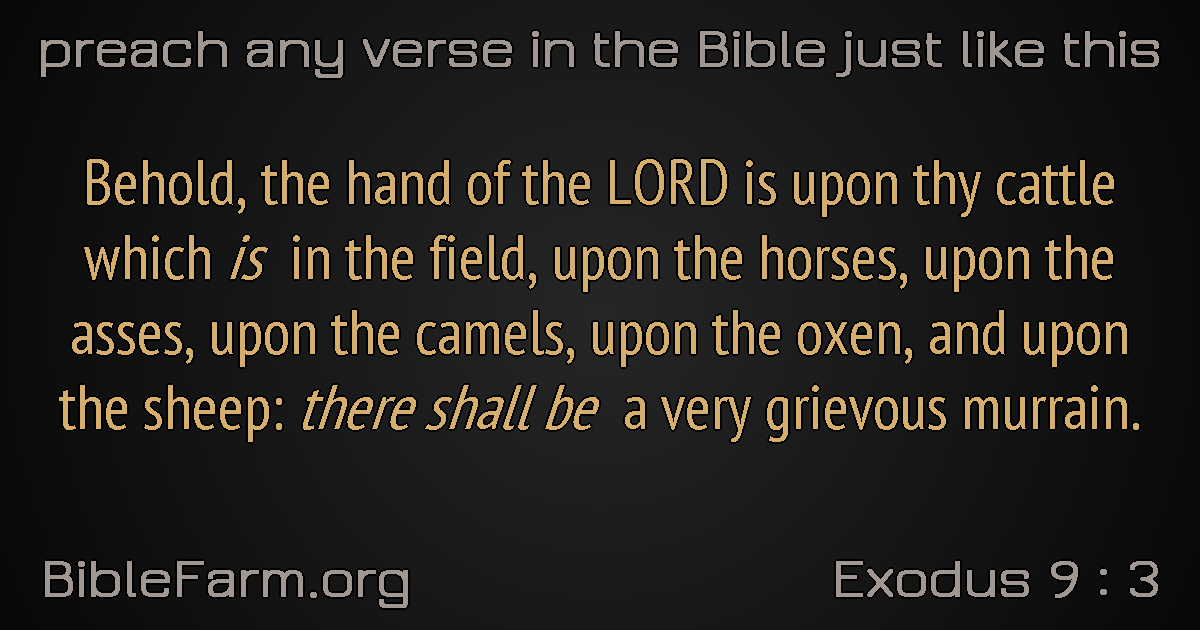 preach any verse in the Bible just like this
Behold, the hand of the LORD is upon thy cattle
which is in the field, upon the horses, upon the
asses, upon the camels, upon the oxen, and upon
the sheep: there shall be a very grievous murrain.
BibleFarm.org
Exodus 9 : 3